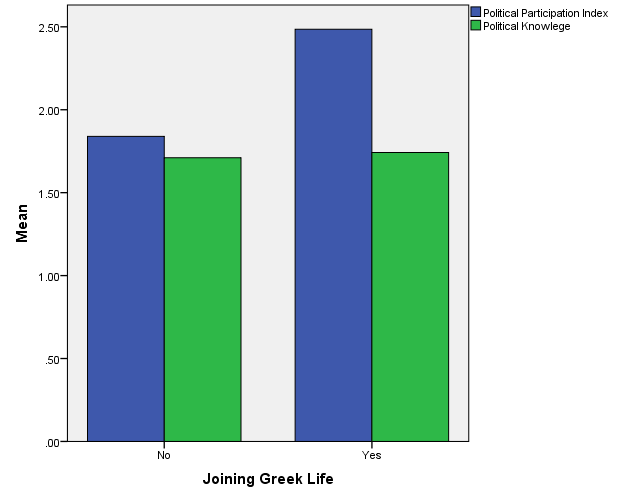 Political Participation Index
Political Knowlege
2.50
2.00
1.50
1.00
.50
.00
Mean
No
Yes
Joining Greek Life